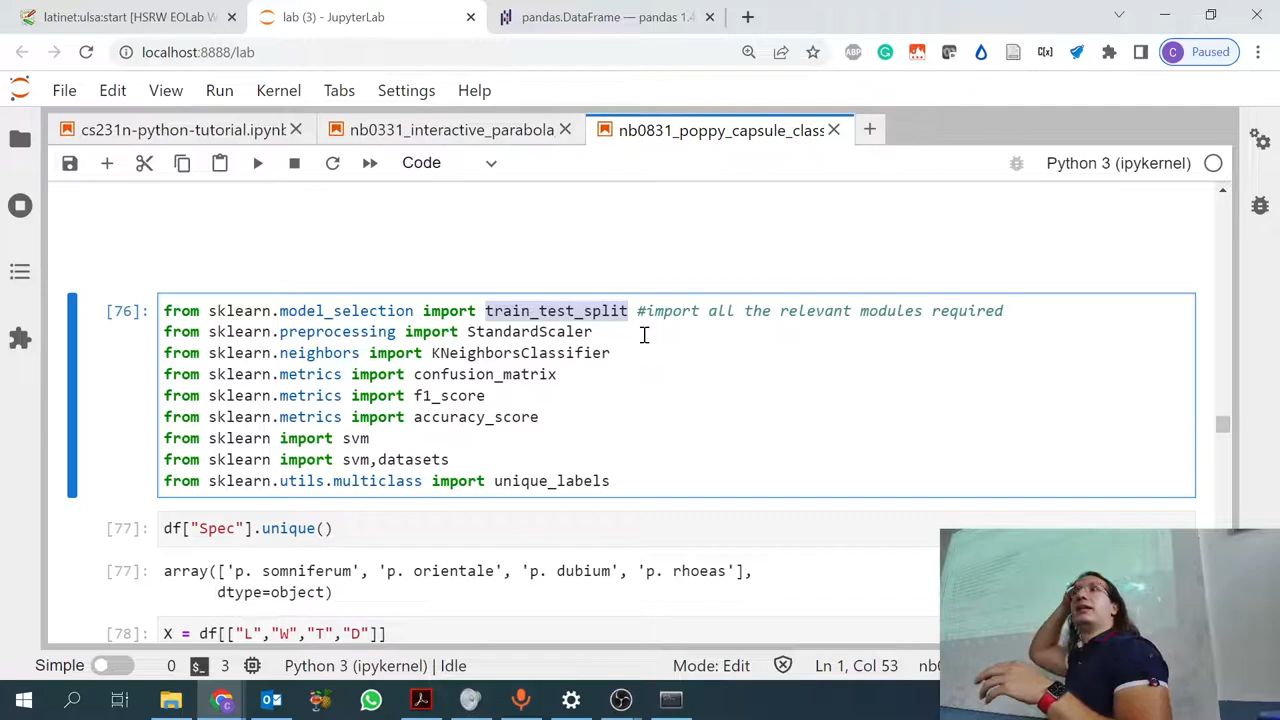 latinet:ulsa:start [HSRW EOLab W
lab (3) - JupyterLab
pandas.DataFrame — pandas 1.4
localhost:8888/lab
ABP
C[x]
C
Paused
File
Edit
View
Run
Kernel
Tabs
Settings
Help
cs231n-python-tutorial.ipynb
nb0331_interactive_parabola
nb0831_poppy_capsule_class
Code
Python 3 (ipykernel)
[76]:
from sklearn.model_selection import train_test_split #import all the relevant modules required
from sklearn.preprocessing import StandardScaler
from sklearn.neighbors import KNeighborsClassifier
from sklearn.metrics import confusion_matrix
from sklearn.metrics import f1_score
from sklearn.metrics import accuracy_score
from sklearn import svm
from sklearn import svm,datasets
from sklearn.utils.multiclass import unique_labels
[77]:
df["Spec"].unique()
[77]:
array(['p. somniferum', 'p. orientale', 'p. dubium', 'p. rhoeas'],
dtype=object)
[78]:
X = df[["L","W","T","D"]]
Simple
0
3
Python 3 (ipykernel) | Idle
Mode: Edit
Ln 1, Col 53
nb0